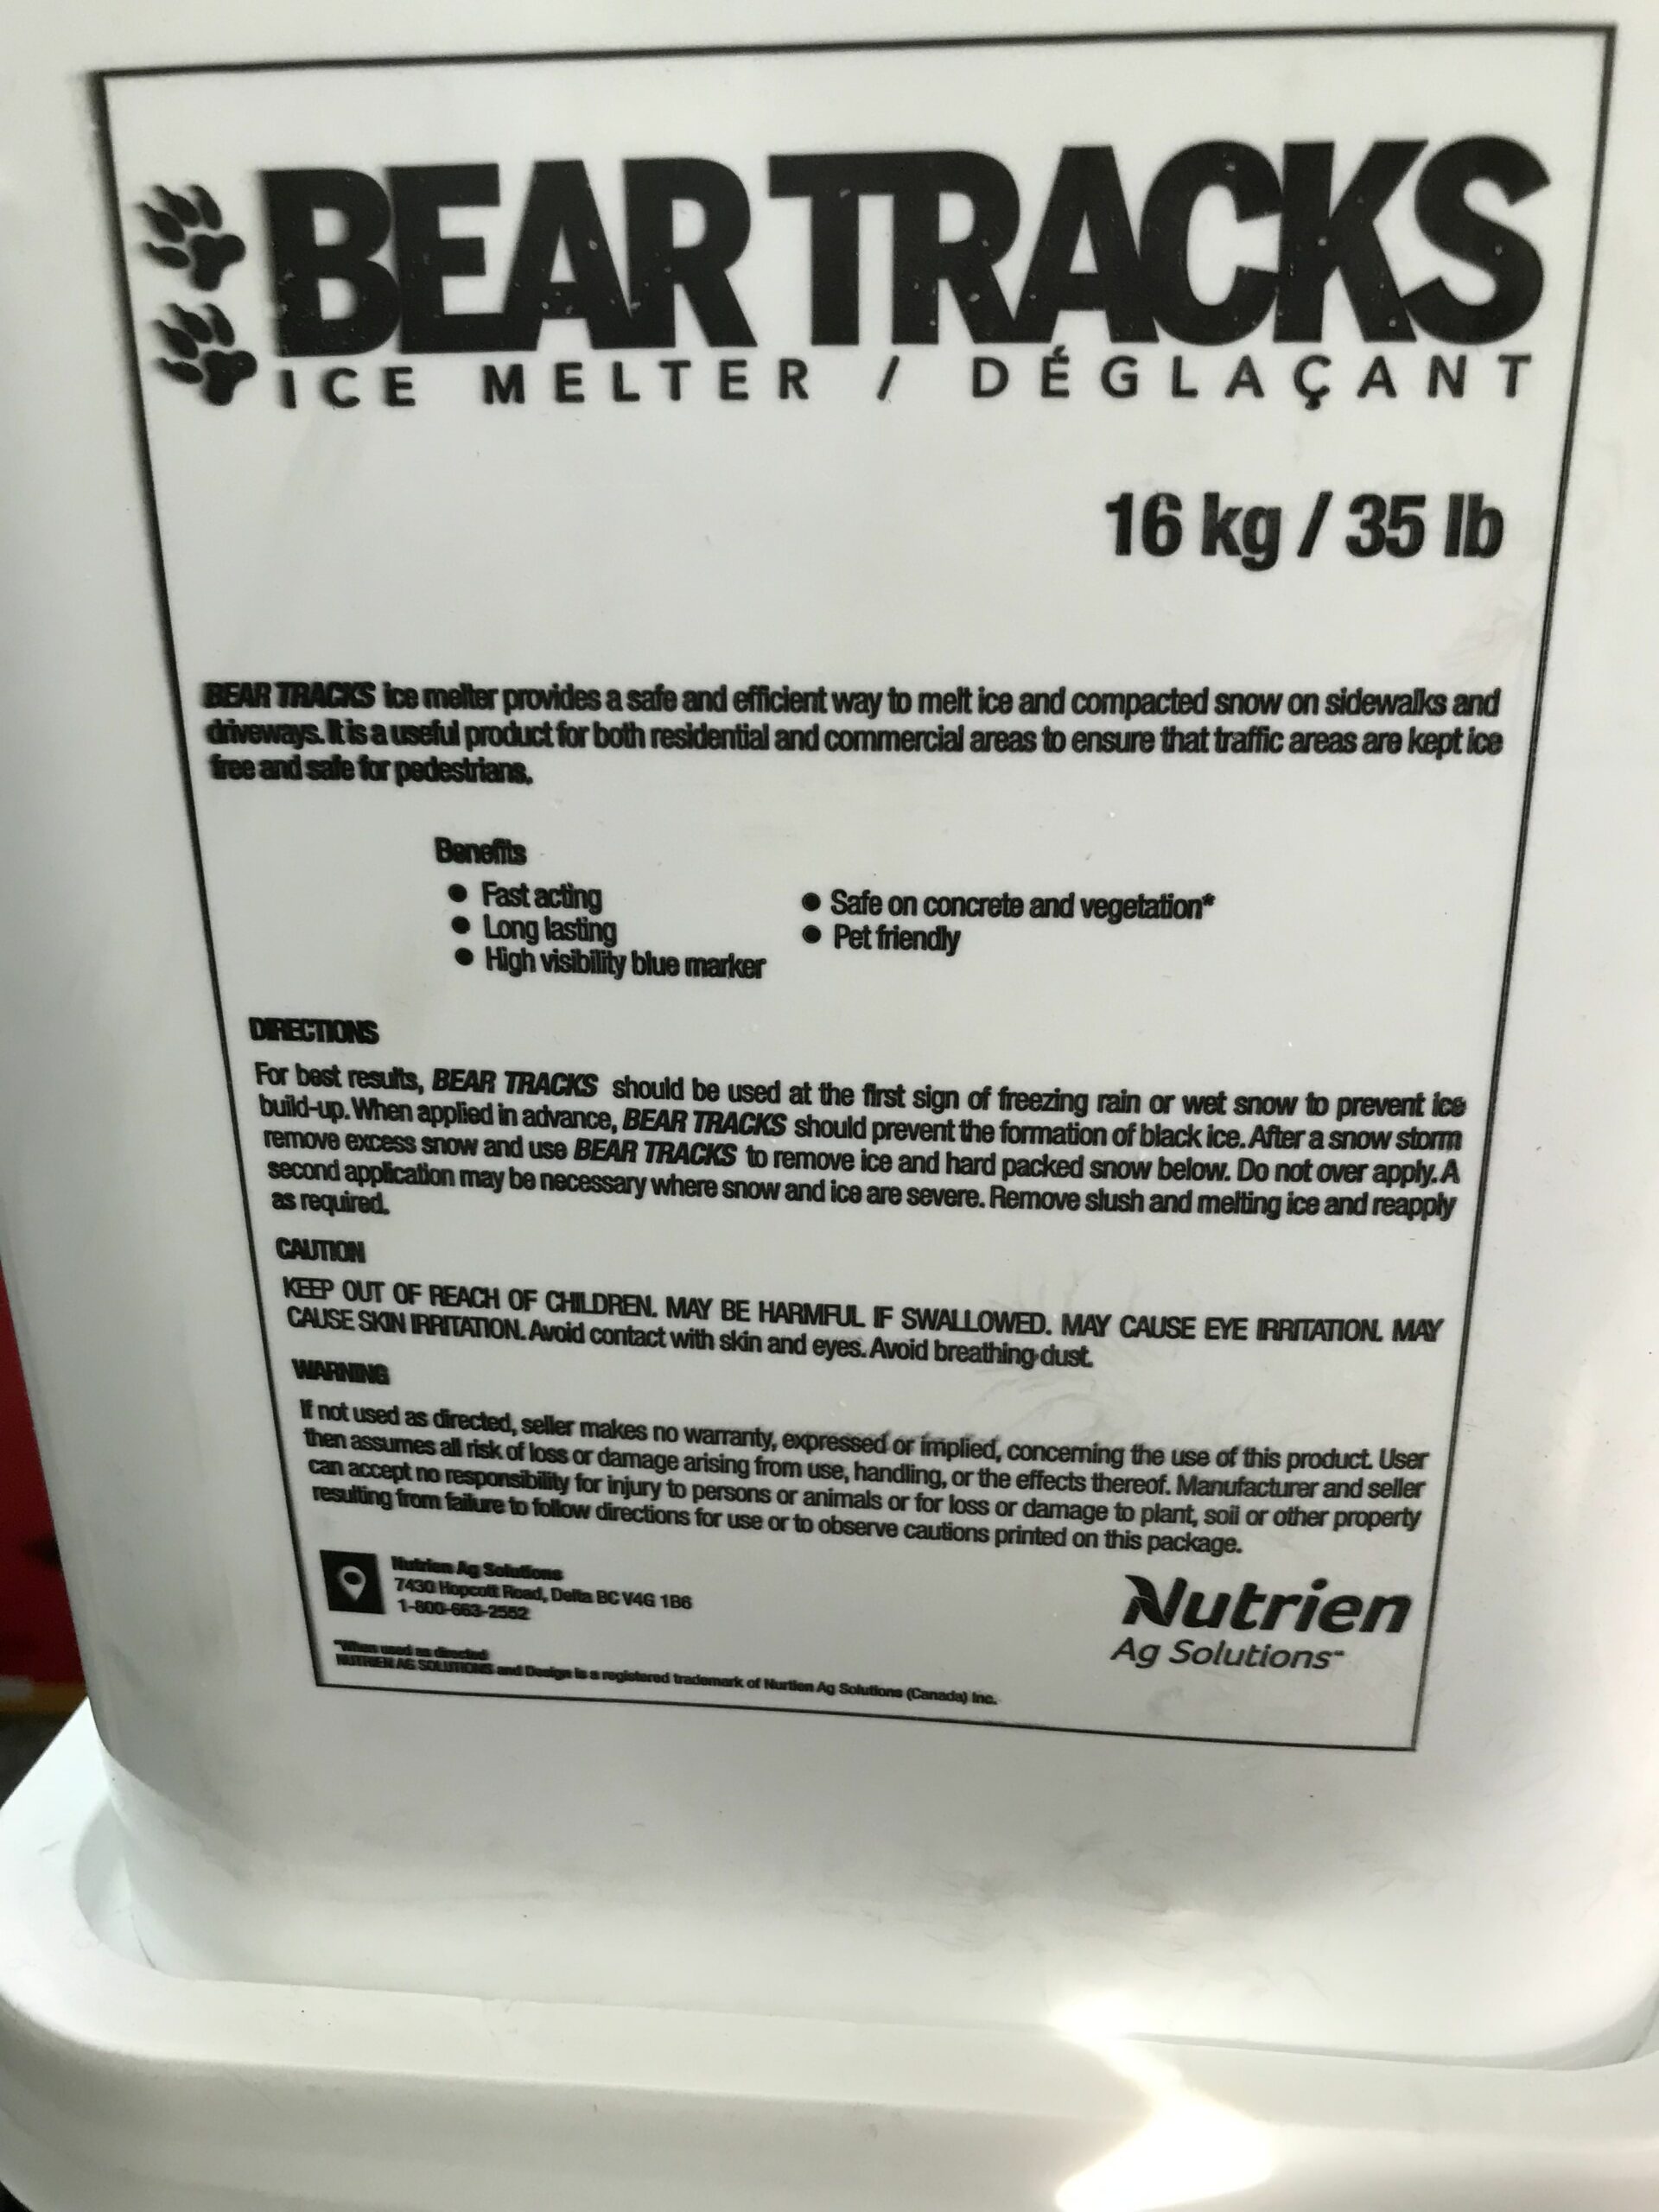 BEAR TRACKS
ICE MELTER / DÉGLAÇANT
16 kg / 35 lb
BEAR TRACKS ice melter provides a safe and efficient way to melt ice and compacted snow on sidewalks and
driveways. It is a useful product for both residential and commercial areas to ensure that traffic areas are kept ice
free and safe for pedestrians.
Benefits
● Fast acting
● Long lasting
● High visibility blue marker
● Safe on concrete and vegetation*
● Pet friendly
DIRECTIONS
For best results, BEAR TRACKS should be used at the first sign of freezing rain or wet snow to prevent ice
build-up. When applied in advance, BEAR TRACKS should prevent the formation of black ice. After a snow storm
remove excess snow and use BEAR TRACKS to remove ice and hard packed snow below. Do not over apply. A
second application may be necessary where snow and ice are severe. Remove slush and melting ice and reapply
as required.
CAUTION
KEEP OUT OF REACH OF CHILDREN. MAY BE HARMFUL IF SWALLOWED. MAY CAUSE EYE IRRITATION. MAY
CAUSE SKIN IRRITATION. Avoid contact with skin and eyes. Avoid breathing dust.
WARNING
If not used as directed, seller makes no warranty, expressed or implied, concerning the use of this product. User
then assumes all risk of loss or damage arising from use, handling, or the effects thereof. Manufacturer and seller
can accept no responsibility for injury to persons or animals or for loss or damage to plant, soil or other property
resulting from failure to follow directions for use or to observe cautions printed on this package.
Nutrien Ag Solutions
7430 Hopcott Road, Delta BC V4G 1B6
1-800-663-2552
*When used as directed
NUTRIEN AG SOLUTIONS and Design is a registered trademark of Nurtien Ag Solutions (Canada) Inc.
Nutrien
Ag Solutions™